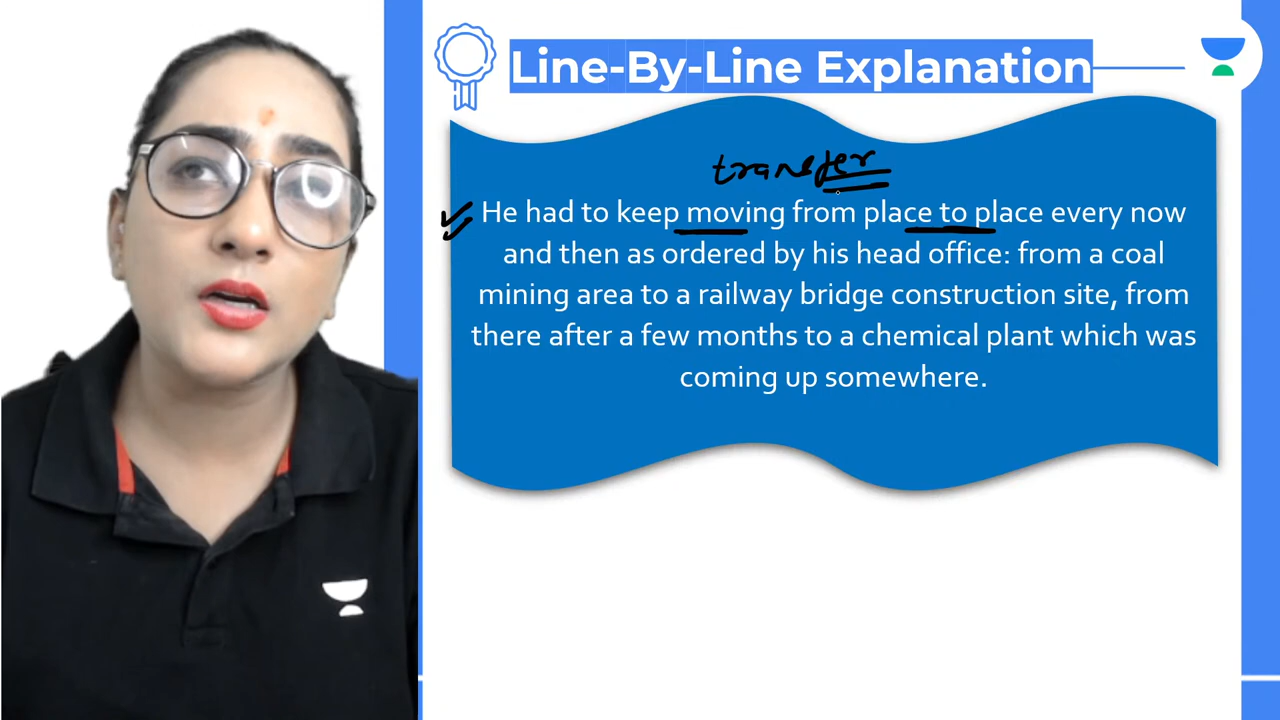 Line-By-Line Explanation
transfer
He had to keep moving from place to place every now
and then as ordered by his head office: from a coal
mining area to a railway bridge construction site, from
there after a few months to a chemical plant which was
coming up somewhere.